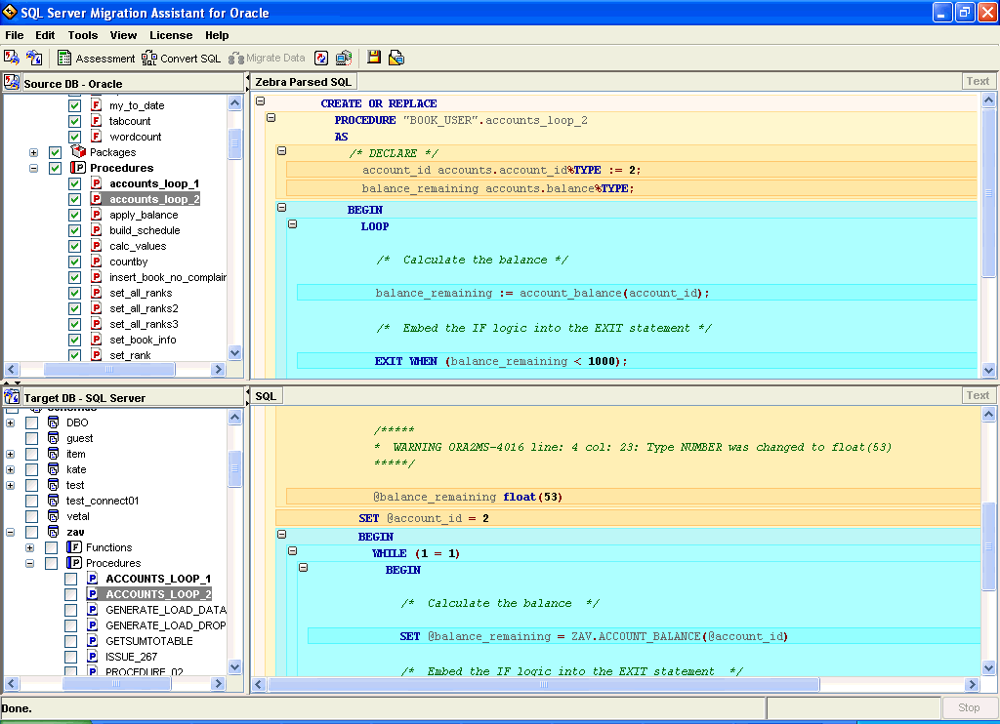 SQL Server Migration Assistant for Oracle
File Edit Tools View License Help
Assessment Convert SQL Migrate Data
Source DB - Oracle
my_to_date
tabcount
wordcount
Packages
Procedures
accounts_loop_1
accounts_loop_2
apply_balance
build_schedule
calc_values
countby
insert_book_no_complair
set_all_ranks
set_all_ranks2
set_all_ranks3
set_book_info
set_rank
Zebra Parsed SQL
Text
CREATE OR REPLACE
PROCEDURE "BOOK_USER".accounts_loop_2
AS
/* DECLARE */
account_id accounts.account_id%TYPE := 2;
balance_remaining accounts.balance%TYPE;
BEGIN
LOOP
/* Calculate the balance */
balance_remaining := account_balance(account_id);
/* Embed the IF logic into the EXIT statement */
EXIT WHEN (balance_remaining < 1000);
Target DB - SQL Server
DBO
guest
item
kate
test
test_connect01
vetal
zav
Functions
Procedures
ACCOUNTS_LOOP_1
ACCOUNTS_LOOP_2
GENERATE_LOAD_DATA
GENERATE_LOAD_DROP
GETSUMTOTABLE
ISSUE_267
PROCEDURE_02
SQL
Text
/*****
* WARNING ORA2MS-4016 line: 4 col: 23: Type NUMBER was changed to float(53)
*****/
@balance_remaining float(53)
SET @account_id = 2
BEGIN
WHILE (1 = 1)
BEGIN
/* Calculate the balance */
SET @balance_remaining = ZAV.ACCOUNT_BALANCE(@account_id)
/* Embed the IF logic into the EXIT statement */
Done.
Stop